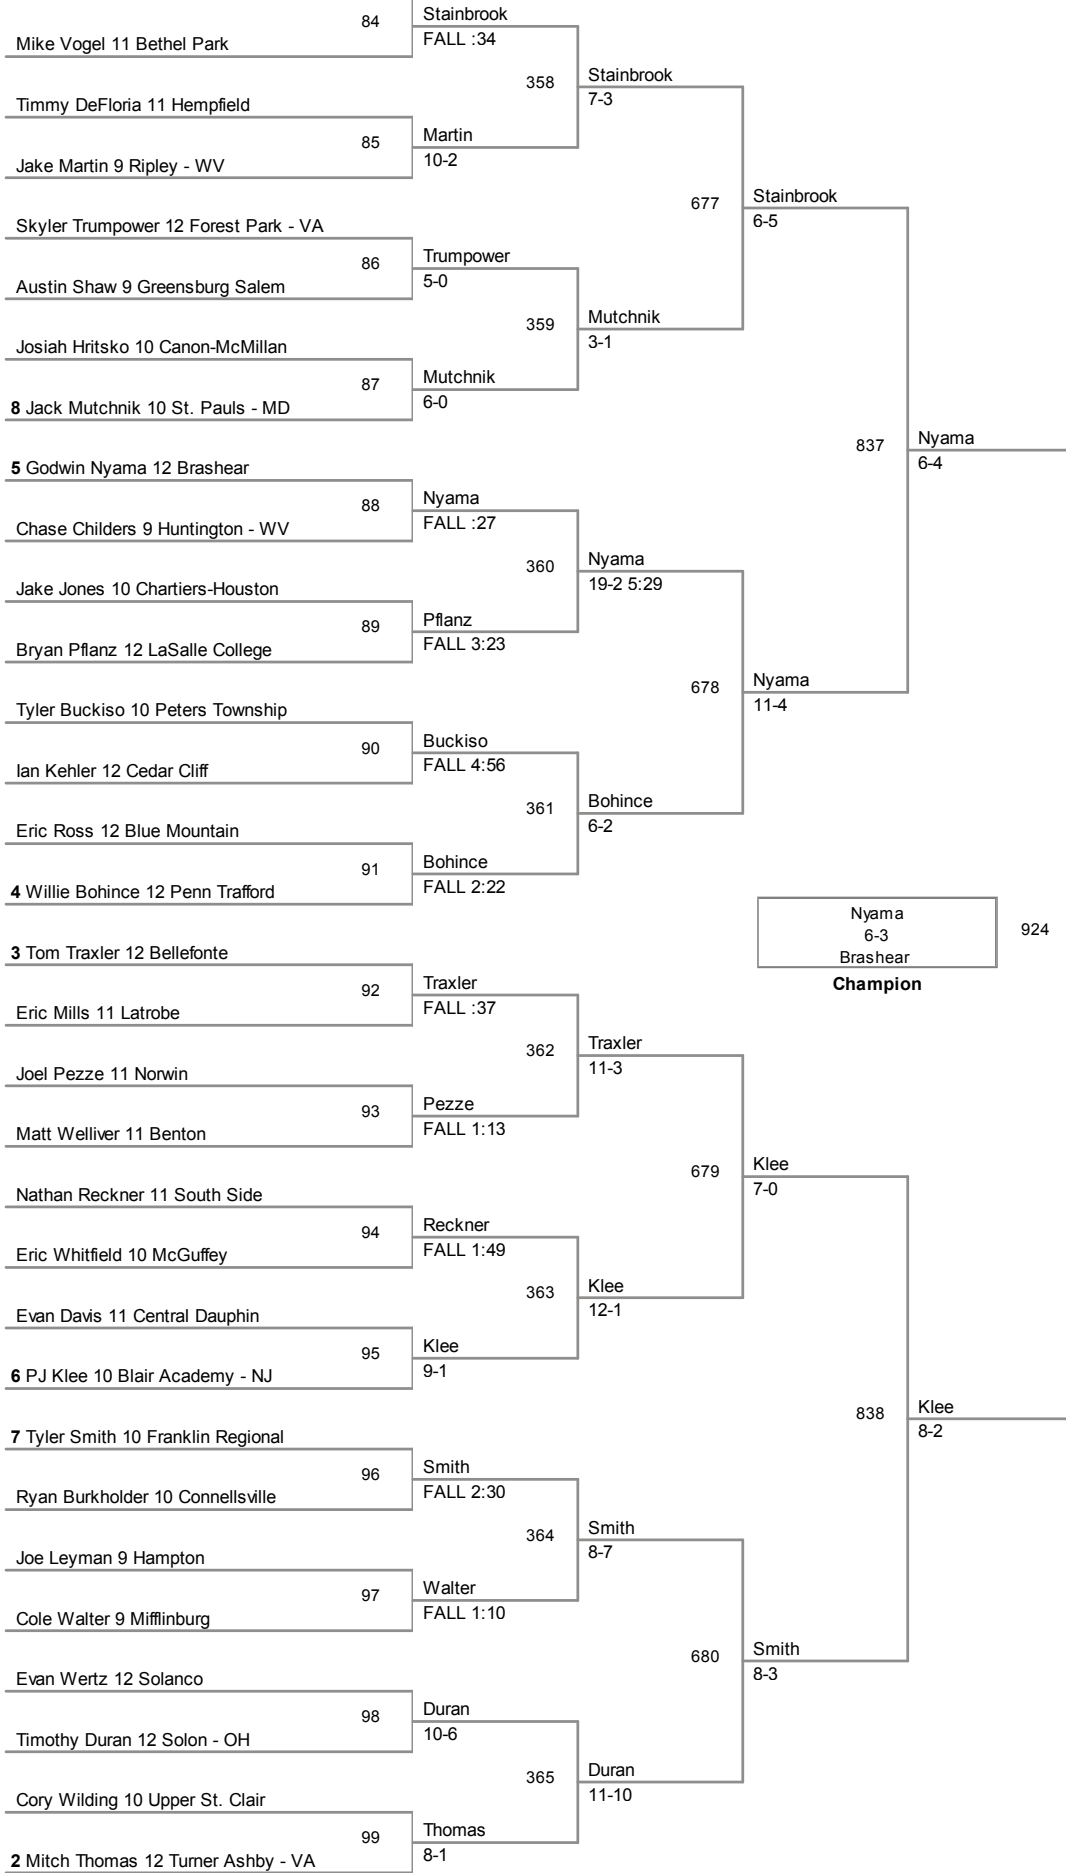 84
Stainbrook
Mike Vogel 11 Bethel Park
FALL :34
358
Stainbrook
7-3
Timmy DeFloria 11 Hempfield
85
Martin
10-2
Jake Martin 9 Ripley - WV
677
Stainbrook
6-5
Skyler Trumpower 12 Forest Park - VA
86
Trumpower
5-0
Austin Shaw 9 Greensburg Salem
359
Mutchnik
3-1
Josiah Hritsko 10 Canon-McMillan
87
Mutchnik
6-0
8 Jack Mutchnik 10 St. Pauls - MD
837
Nyama
6-4
5 Godwin Nyama 12 Brashear
88
Nyama
FALL :27
Chase Childers 9 Huntington - WV
360
Nyama
19-2 5:29
Jake Jones 10 Chartiers-Houston
89
Pflanz
FALL 3:23
Bryan Pflanz 12 LaSalle College
678
Nyama
11-4
Tyler Buckiso 10 Peters Township
90
Buckiso
FALL 4:56
Ian Kehler 12 Cedar Cliff
361
Bohince
6-2
Eric Ross 12 Blue Mountain
91
Bohince
FALL 2:22
4 Willie Bohince 12 Penn Trafford
Nyama
6-3
Brashear
924
Champion
3 Tom Traxler 12 Bellefonte
92
Traxler
FALL :37
Eric Mills 11 Latrobe
362
Traxler
11-3
Joel Pezze 11 Norwin
93
Pezze
FALL 1:13
Matt Welliver 11 Benton
679
Klee
7-0
Nathan Reckner 11 South Side
94
Reckner
FALL 1:49
Eric Whitfield 10 McGuffey
363
Klee
12-1
Evan Davis 11 Central Dauphin
95
Klee
9-1
6 PJ Klee 10 Blair Academy - NJ
838
Klee
8-2
7 Tyler Smith 10 Franklin Regional
96
Smith
FALL 2:30
Ryan Burkholder 10 Connellsville
364
Smith
8-7
Joe Leyman 9 Hampton
97
Walter
FALL 1:10
Cole Walter 9 Mifflinburg
680
Smith
8-3
Evan Wertz 12 Solanco
98
Duran
10-6
Timothy Duran 12 Solon - OH
365
Duran
11-10
Cory Wilding 10 Upper St. Clair
99
Thomas
8-1
2 Mitch Thomas 12 Turner Ashby - VA